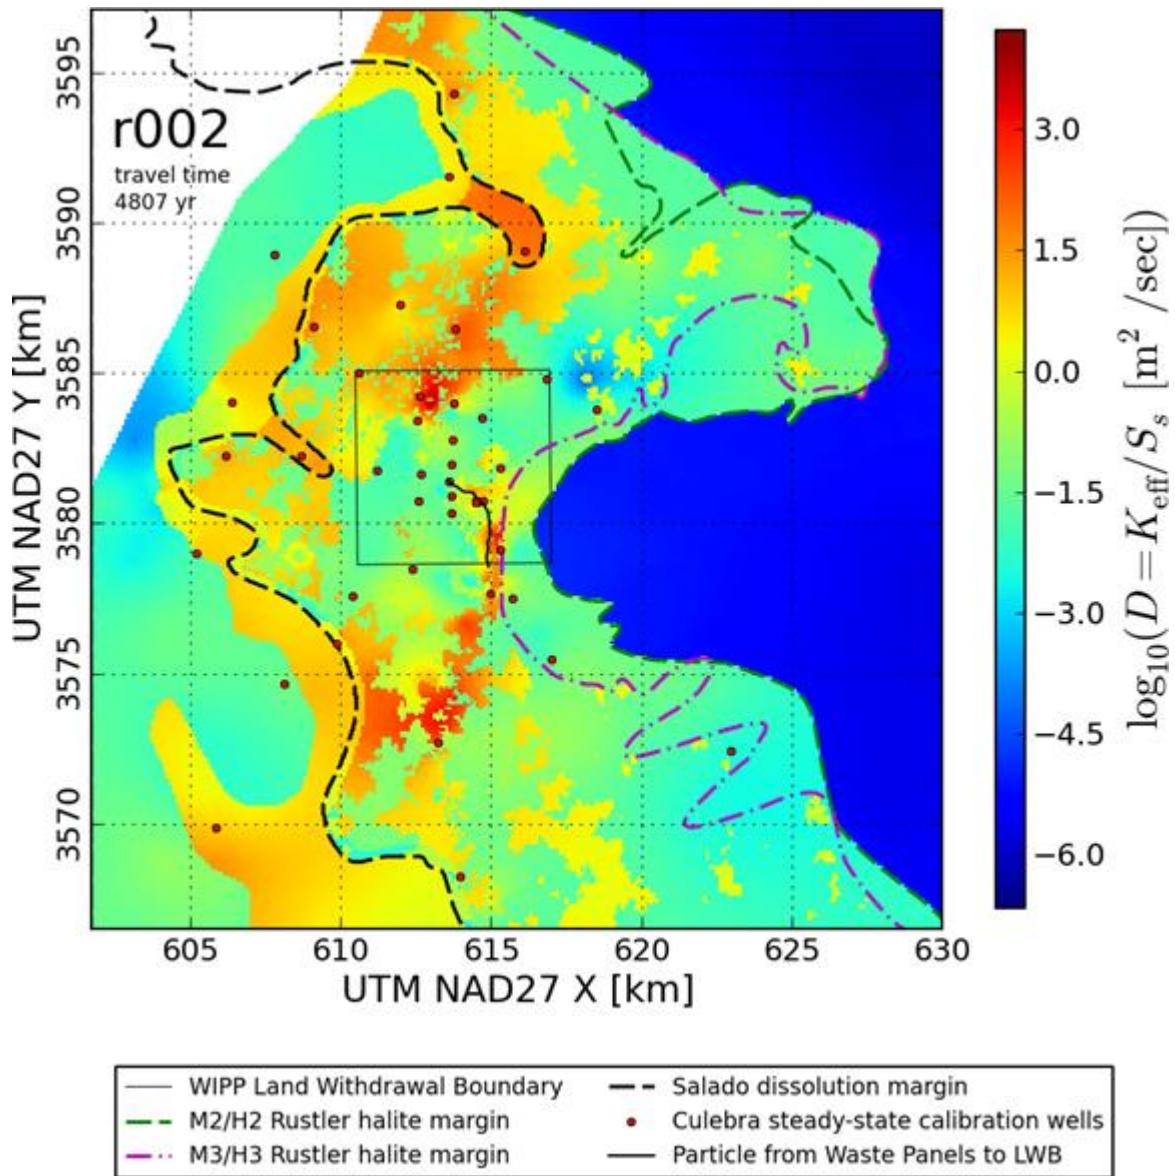 r002
travel time
4807 yr
3595
3590
3585
3580
3575
3570
UTM NAD27 Y [km]
605 610 615 620 625 630
UTM NAD27 X [km]
3.0
1.5
0.0
−1.5
−3.0
−4.5
−6.0
log₁₀(D = K_eff/S_s [m² /sec])
WIPP Land Withdrawal Boundary
M2/H2 Rustler halite margin
M3/H3 Rustler halite margin
Salado dissolution margin
Culebra steady-state calibration wells
Particle from Waste Panels to LWB